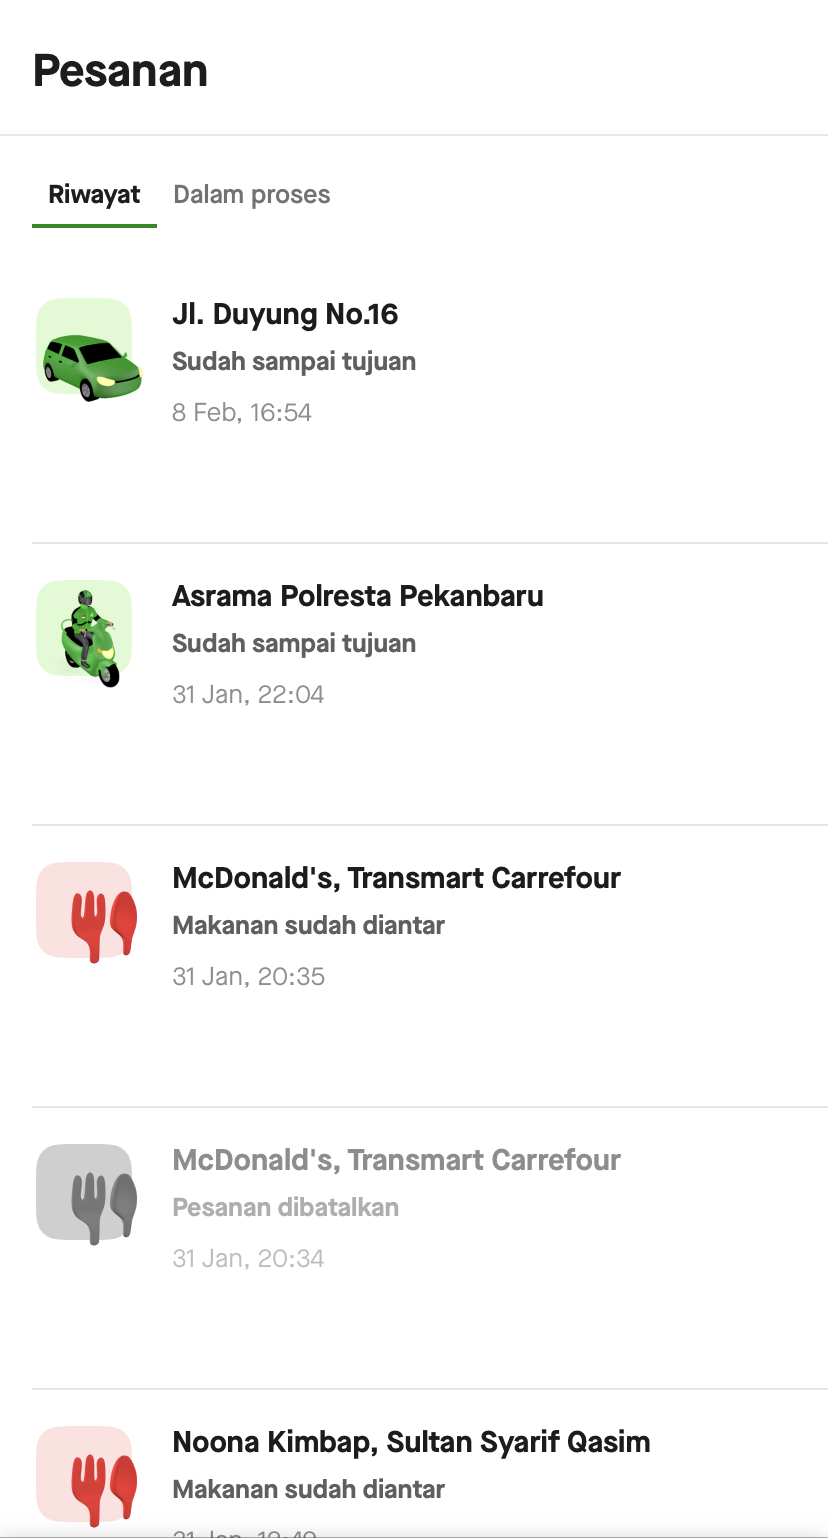 Pesanan
Riwayat
Dalam proses
Jl. Duyung No.16
Sudah sampai tujuan
8 Feb, 16:54
Asrama Polresta Pekanbaru
Sudah sampai tujuan
31 Jan, 22:04
McDonald's, Transmart Carrefour
Makanan sudah diantar
31 Jan, 20:35
McDonald's, Transmart Carrefour
Pesanan dibatalkan
31 Jan, 20:34
Noona Kimbap, Sultan Syarif Qasim
Makanan sudah diantar